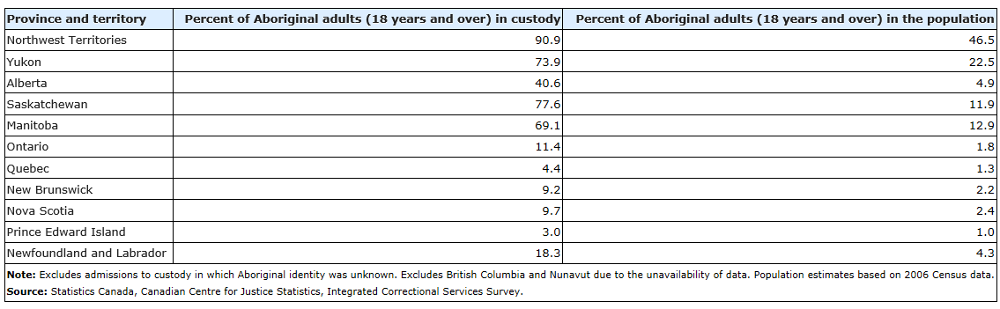 Province and territory Percent of Aboriginal adults (18 years and over) in custody Percent of Aboriginal adults (18 years and over) in the population
Northwest Territories 90.9 46.5
Yukon 73.9 22.5
Alberta 40.6 4.9
Saskatchewan 77.6 11.9
Manitoba 69.1 12.9
Ontario 11.4 1.8
Quebec 4.4 1.3
New Brunswick 9.2 2.2
Nova Scotia 9.7 2.4
Prince Edward Island 3.0 1.0
Newfoundland and Labrador 18.3 4.3
Note: Excludes admissions to custody in which Aboriginal identity was unknown. Excludes British Columbia and Nunavut due to the unavailability of data. Population estimates based on 2006 Census data.
Source: Statistics Canada, Canadian Centre for Justice Statistics, Integrated Correctional Services Survey.